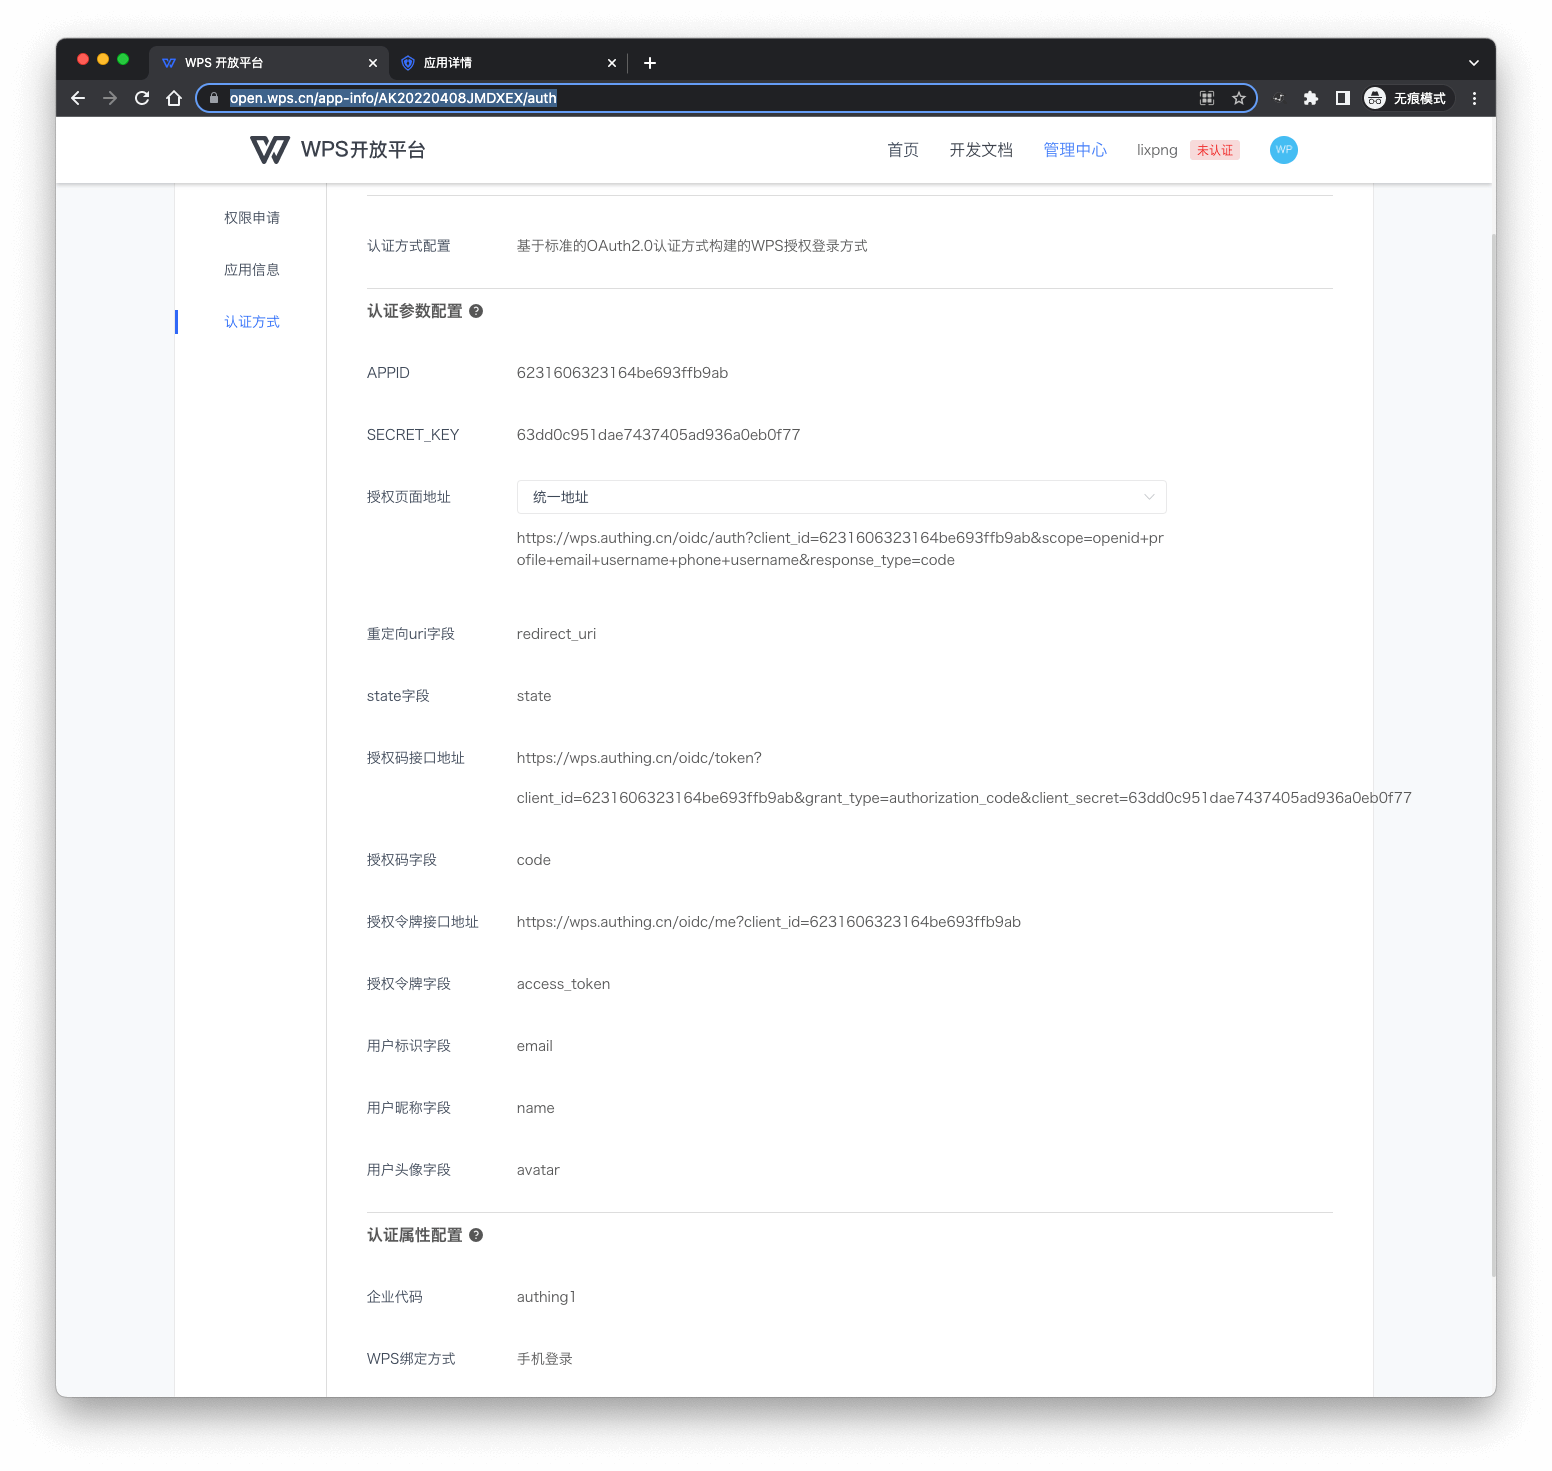 WPS 开放平台
应用详情
open.wps.cn/app-info/AK20220408JMDXEX/auth
无痕模式
WPS开放平台
首页
开发文档
管理中心
lixpng
未认证
WP
权限申请
应用信息
认证方式
认证方式配置
基于标准的OAuth2.0认证方式构建的WPS授权登录方式
认证参数配置 ?
APPID
6231606323164be693ffb9ab
SECRET_KEY
63dd0c951dae7437405ad936a0eb0f77
授权页面地址
统一地址
https://wps.authing.cn/oidc/auth?client_id=6231606323164be693ffb9ab&scope=openid+pr
ofile+email+username+phone+username&response_type=code
重定向uri字段
redirect_uri
state字段
state
授权码接口地址
https://wps.authing.cn/oidc/token?
client_id=6231606323164be693ffb9ab&grant_type=authorization_code&client_secret=63dd0c951dae7437405ad936a0eb0f77
授权码字段
code
授权令牌接口地址
https://wps.authing.cn/oidc/me?client_id=6231606323164be693ffb9ab
授权令牌字段
access_token
用户标识字段
email
用户昵称字段
name
用户头像字段
avatar
认证属性配置 ?
企业代码
authing1
WPS绑定方式
手机登录